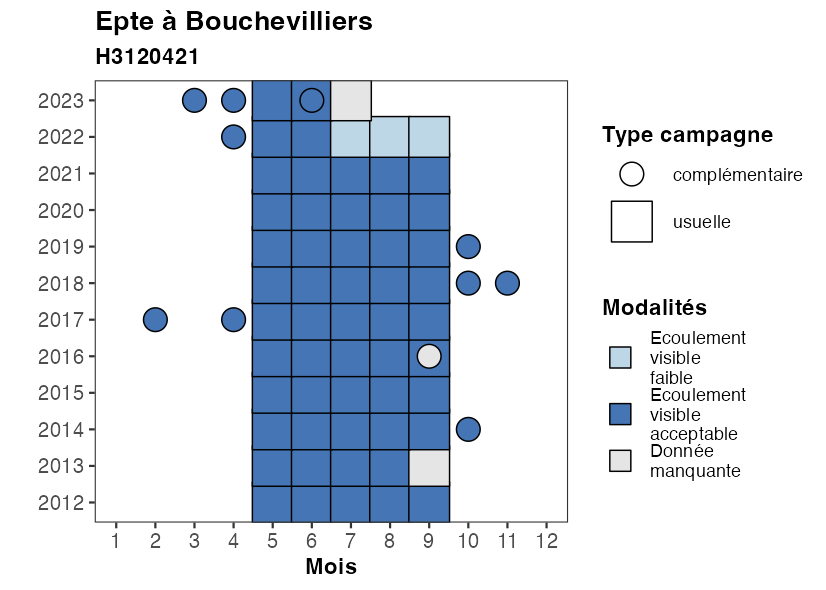 Epte à Bouchevilliers
H3120421
2023
2022
2021
2020
2019
2018
2017
2016
2015
2014
2013
2012
1 2 3 4 5 6 7 8 9 10 11 12
Mois
Type campagne
complémentaire
usuelle
Modalités
Ecoulement
visible
faible
Ecoulement
visible
acceptable
Donnée
manquante